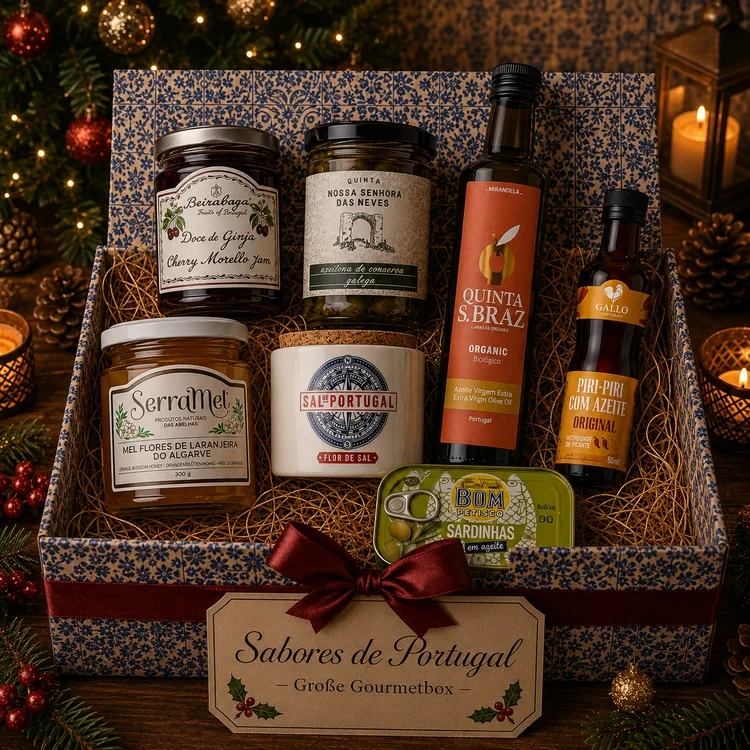 Beirabaga
Fruits of Portugal
Doce de Ginja
Cherry Morello Jam
QUINTA
NOSSA SENHORA
DAS NEVES
azeitona de conserva
galega
MIRANDELA
QUINTA
S. BRAZ
ORGANIC
Biológico
Azeite Virgem Extra
Extra Virgin Olive Oil
Portugal
GALLO
PIRI-PIRI
COM AZEITE
ORIGINAL
INTENSIDADE
DE PICANTE
50ml
SerraMel
PRODUTOS NATURAIS
DAS ABELHAS
MEL FLORES DE LARANJEIRA
DO ALGARVE
300 g
SAL DE PORTUGAL
FLOR DE SAL
BOM
PETISCO
SARDINHAS
em azeite
Sabores de Portugal
– Große Gourmetbox –